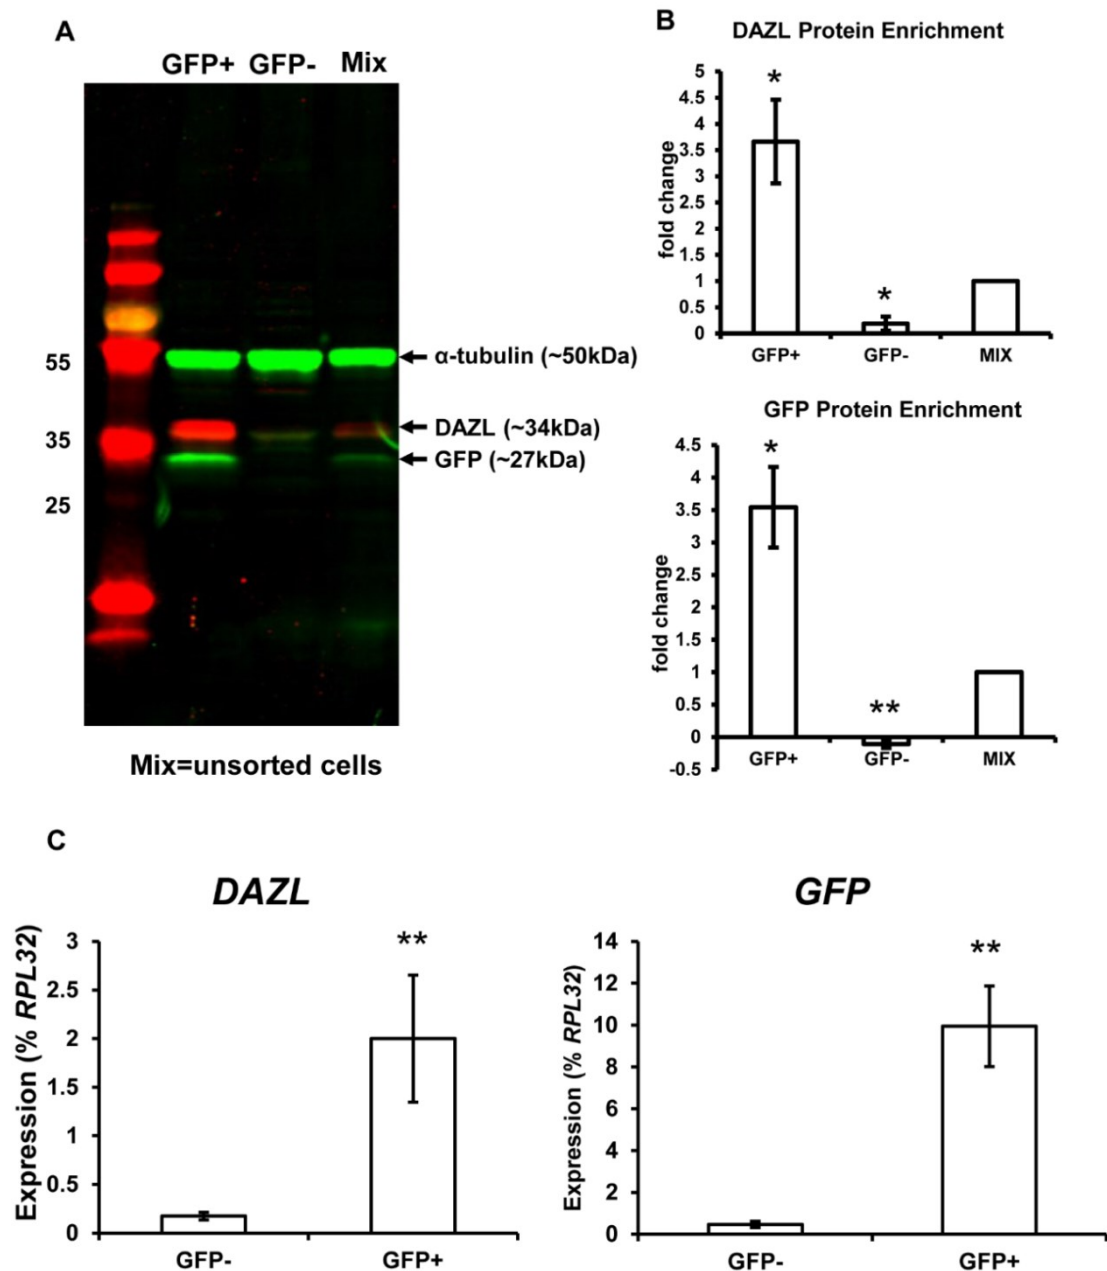 A
GFP+ GFP- Mix
55
35
25
α-tubulin (~50kDa)
DAZL (~34kDa)
GFP (~27kDa)
Mix=unsorted cells
B
DAZL Protein Enrichment
fold change
5
4.5
4
3.5
3
2.5
2
1.5
1
0.5
0
*
*
GFP+ GFP- MIX
GFP Protein Enrichment
fold change
4.5
4
3.5
3
2.5
2
1.5
1
0.5
0
-0.5
*
**
GFP+ GFP- MIX
C
DAZL
Expression (% RPL32)
3
2.5
2
1.5
1
0.5
0
**
GFP- GFP+
GFP
Expression (% RPL32)
14
12
10
8
6
4
2
0
**
GFP- GFP+